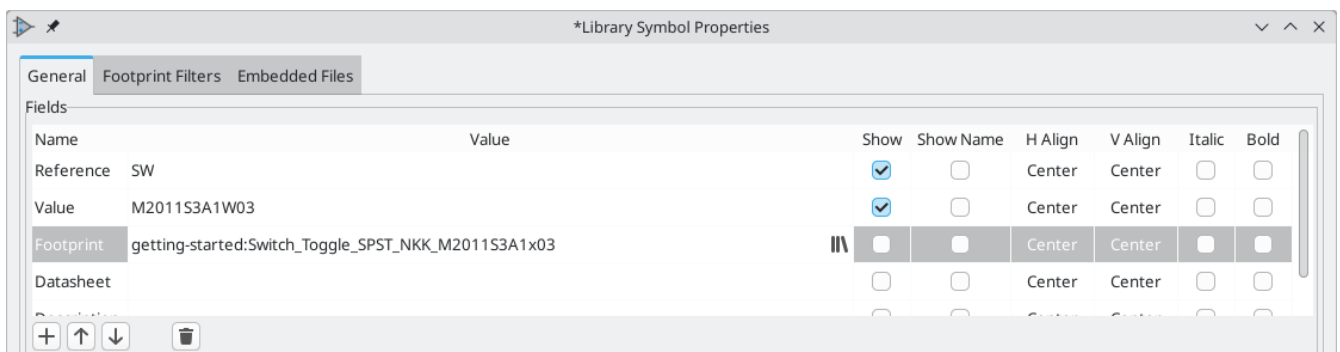 *Library Symbol Properties
General Footprint Filters Embedded Files
Fields
Name Value Show Show Name H Align V Align Italic Bold
Reference SW Center Center
Value M2011S3A1W03 Center Center
Footprint getting-started:Switch_Toggle_SPST_NKK_M2011S3A1x03 Center Center
Datasheet Center Center